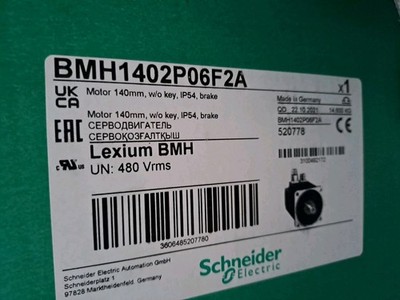 BMH1402P06F2A
x1
UK
CA
Motor 140mm, w/o key, IP54, brake
Made in Germany
QD: 22.10.2021
Motor 140mm, w/o key, IP54, brake
BMH1402P06F2A
EAC
СЕРВОДВИГАТЕЛЬ
СЕРВОҚОЗҒАЛТҚЫШ
520778
Lexium BMH
UN: 480 Vrms
3606485207780
Schneider Electric Automation GmbH
Schneiderplatz 1
97828 Marktheidenfeld, Germany
Schneider
Electric